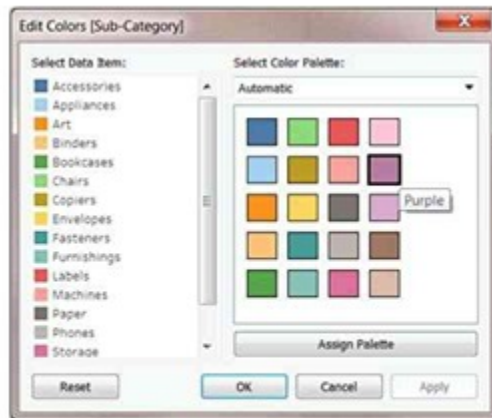 Edit Colors [Sub-Category]
Select Data Item:
Accessories
Appliances
Art
Binders
Bookcases
Chairs
Copiers
Envelopes
Fasteners
Furnishings
Labels
Machines
Paper
Phones
Storage
Select Color Palette:
Automatic
Purple
Assign Palette
Reset
OK
Cancel
Apply